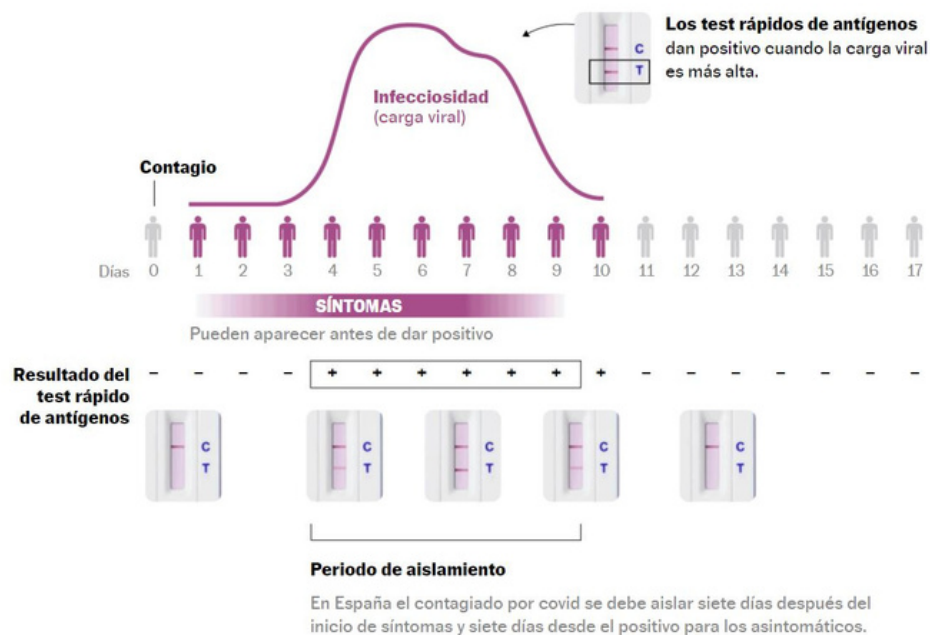 Los test rápidos de antígenos
dan positivo cuando la carga viral
es más alta.
C
T
Infecciosidad
(carga viral)
Contagio
Días 0 1 2 3 4 5 6 7 8 9 10 11 12 13 14 15 16 17
SÍNTOMAS
Pueden aparecer antes de dar positivo
Resultado del
test rápido
de antígenos
- - - - + + + + + + + - - - - - - -
C C C C C
T T T T T
Periodo de aislamiento
En España el contagiado por covid se debe aislar siete días después del
inicio de síntomas y siete días desde el positivo para los asintomáticos.